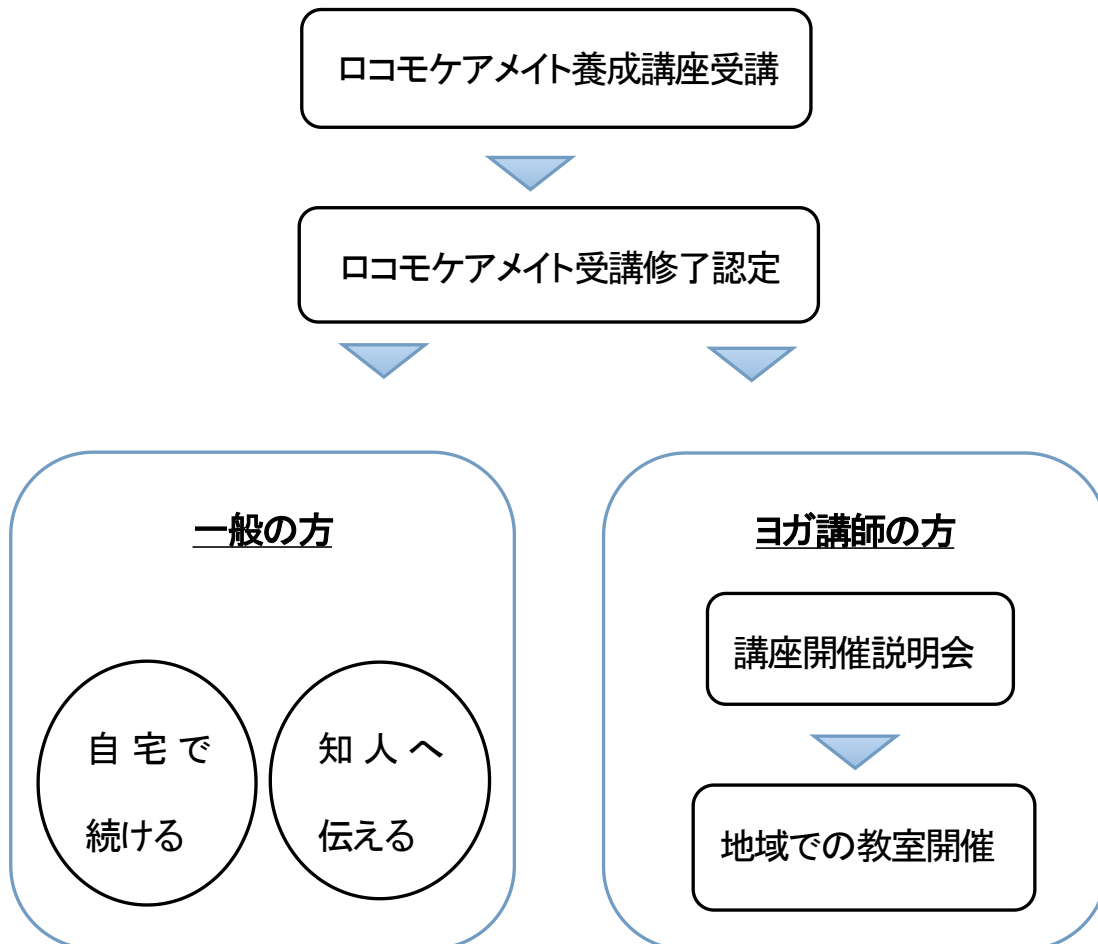 ロコモケアメイト養成講座受講
ロコモケアメイト受講修了認定
一般の方
自宅で
続ける
知人へ
伝える
ヨガ講師の方
講座開催説明会
地域での教室開催